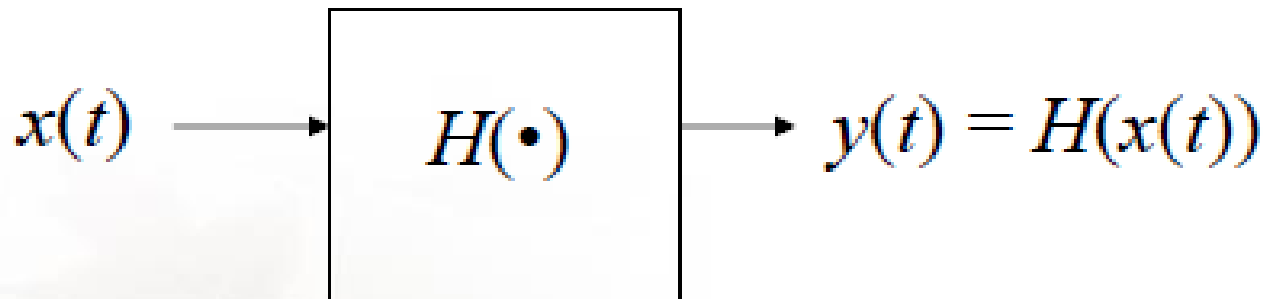 x(t) H(•) y(t) = H(x(t))